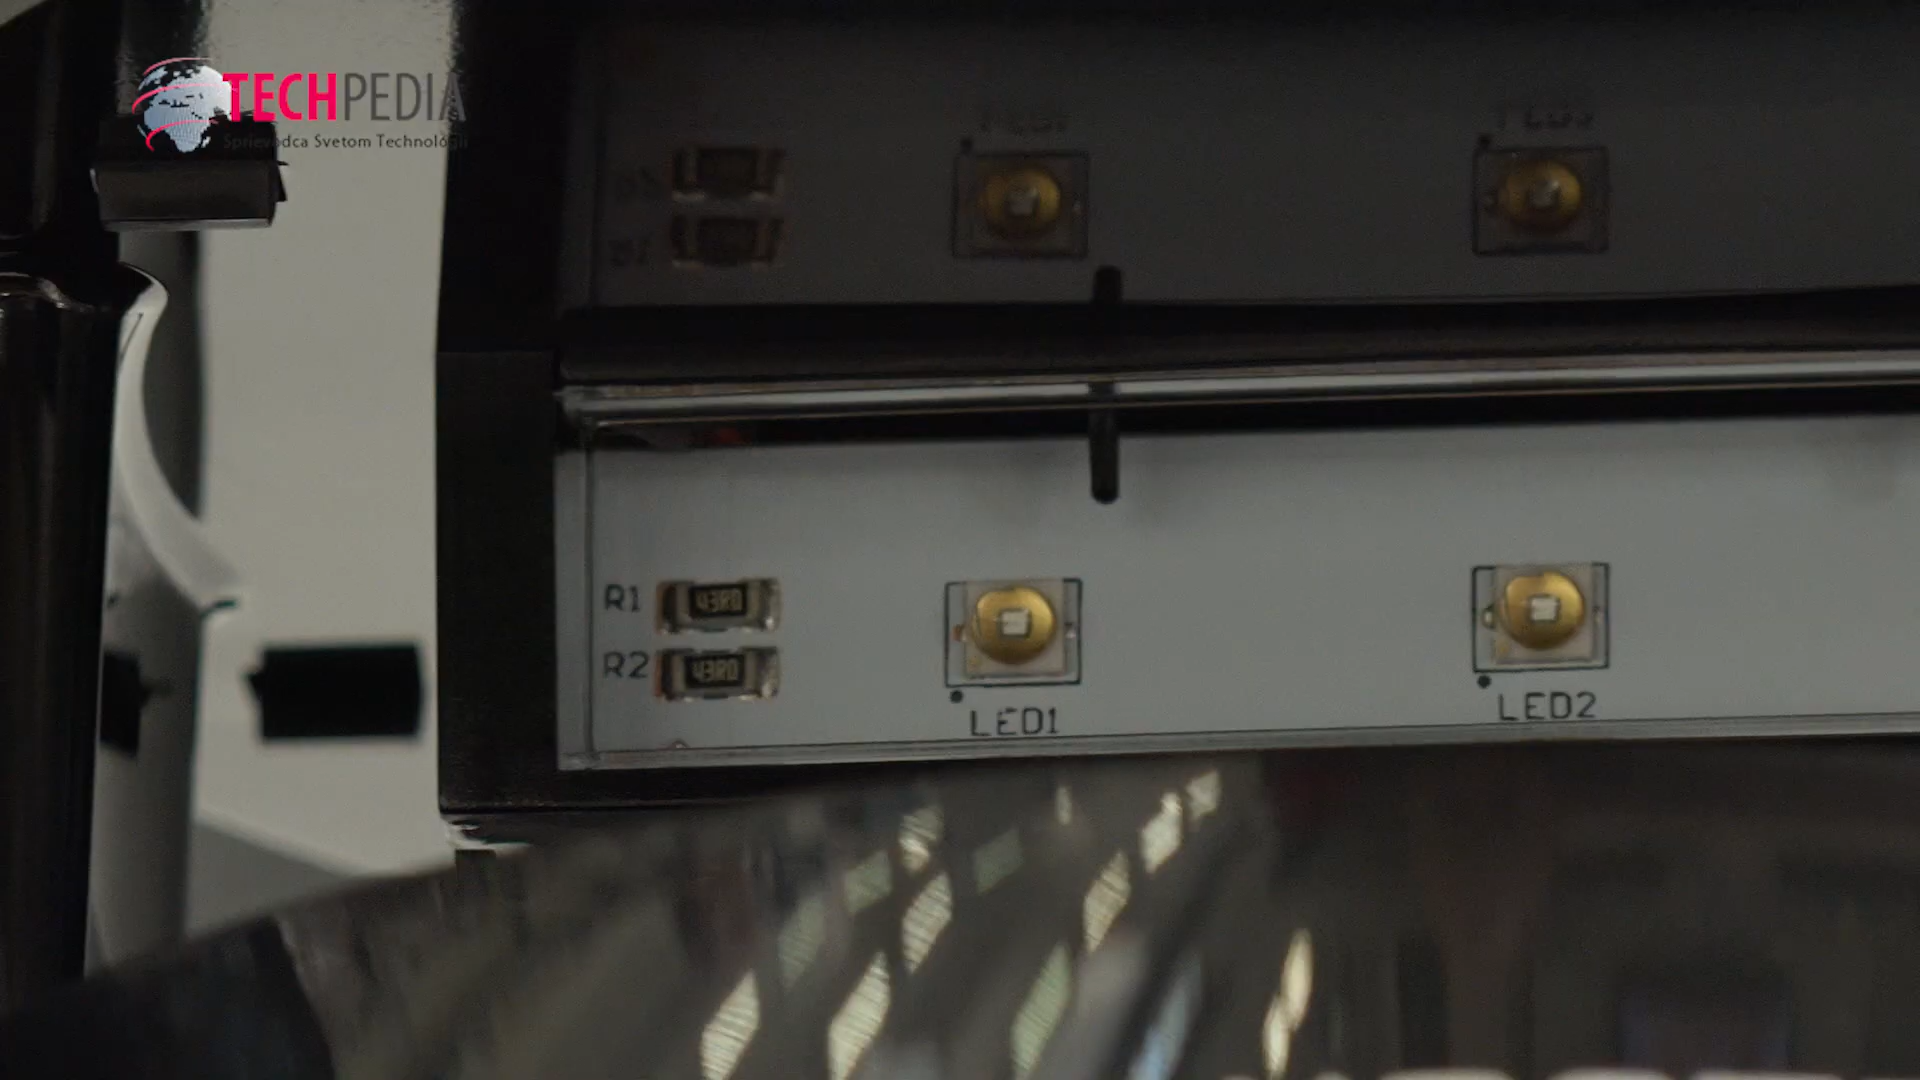 TECHPEDIA
Sprievodca Svetom Technológií
R1
43R0
R2
43R0
LED1
LED2